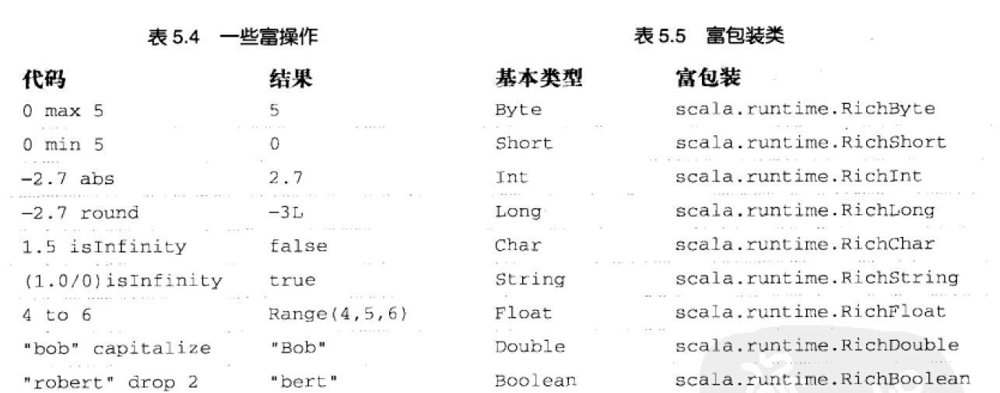 表 5.4 一些富操作
代码 结果
0 max 5 5
0 min 5 0
-2.7 abs 2.7
-2.7 round -3L
1.5 isInfinity false
(1.0/0)isInfinity true
4 to 6 Range(4,5,6)
"bob" capitalize "Bob"
"robert" drop 2 "bert"
表 5.5 富包装类
基本类型 富包装
Byte scala.runtime.RichByte
Short scala.runtime.RichShort
Int scala.runtime.RichInt
Long scala.runtime.RichLong
Char scala.runtime.RichChar
String scala.runtime.RichString
Float scala.runtime.RichFloat
Double scala.runtime.RichDouble
Boolean scala.runtime.RichBoolean